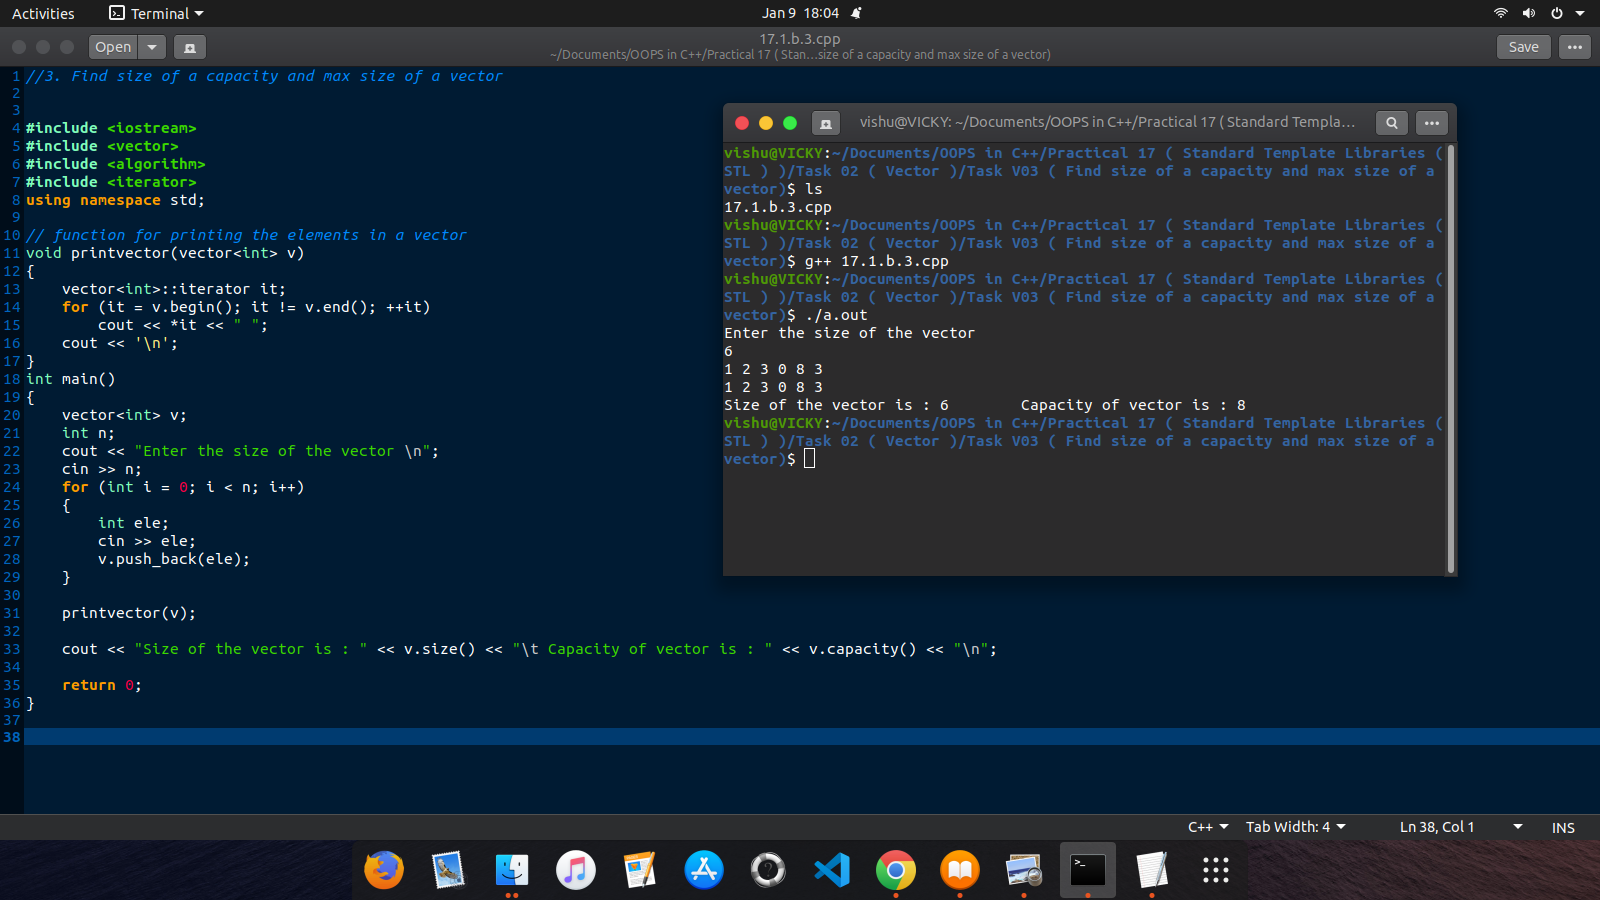 Activities Terminal Jan 9 18:04
Open 17.1.b.3.cpp Save
~/Documents/OOPS in C++/Practical 17 ( Stan...size of a capacity and max size of a vector)
1 //3. Find size of a capacity and max size of a vector
2
3
4 #include <iostream>
5 #include <vector>
6 #include <algorithm>
7 #include <iterator>
8 using namespace std;
9
10 // function for printing the elements in a vector
11 void printvector(vector<int> v)
12 {
13     vector<int>::iterator it;
14     for (it = v.begin(); it != v.end(); ++it)
15         cout << *it << " ";
16     cout << '\n';
17 }
18 int main()
19 {
20     vector<int> v;
21     int n;
22     cout << "Enter the size of the vector \n";
23     cin >> n;
24     for (int i = 0; i < n; i++)
25     {
26         int ele;
27         cin >> ele;
28         v.push_back(ele);
29     }
30
31     printvector(v);
32
33     cout << "Size of the vector is : " << v.size() << "\t Capacity of vector is : " << v.capacity() << "\n";
34
35     return 0;
36 }
37
38
vishu@VICKY: ~/Documents/OOPS in C++/Practical 17 ( Standard Templa...
vishu@VICKY:~/Documents/OOPS in C++/Practical 17 ( Standard Template Libraries (
STL ) )/Task 02 ( Vector )/Task V03 ( Find size of a capacity and max size of a
vector)$ ls
17.1.b.3.cpp
vishu@VICKY:~/Documents/OOPS in C++/Practical 17 ( Standard Template Libraries (
STL ) )/Task 02 ( Vector )/Task V03 ( Find size of a capacity and max size of a
vector)$ g++ 17.1.b.3.cpp
vishu@VICKY:~/Documents/OOPS in C++/Practical 17 ( Standard Template Libraries (
STL ) )/Task 02 ( Vector )/Task V03 ( Find size of a capacity and max size of a
vector)$ ./a.out
Enter the size of the vector
6
1 2 3 0 8 3
1 2 3 0 8 3
Size of the vector is : 6        Capacity of vector is : 8
vishu@VICKY:~/Documents/OOPS in C++/Practical 17 ( Standard Template Libraries (
STL ) )/Task 02 ( Vector )/Task V03 ( Find size of a capacity and max size of a
vector)$
C++ Tab Width: 4 Ln 38, Col 1 INS